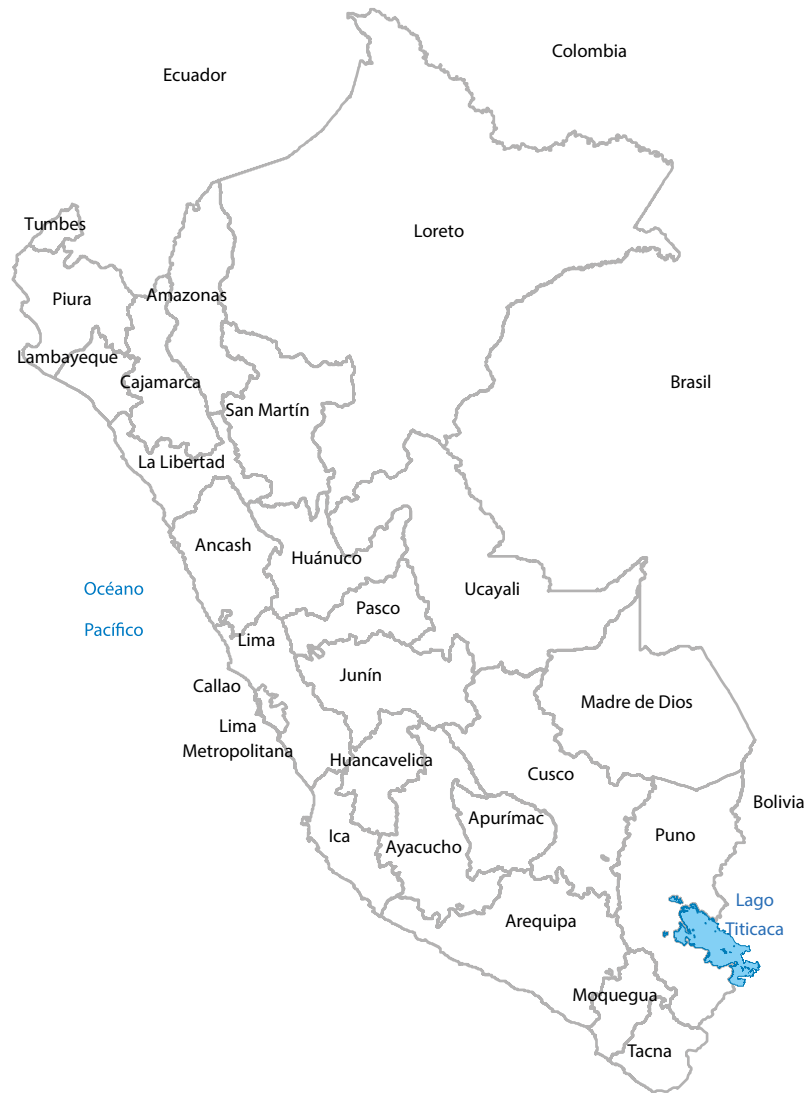 Colombia
Ecuador
Tumbes
Loreto
Piura
Amazonas
Lambayeque
Cajamarca
Brasil
San Martín
La Libertad
Ancash
Huánuco
Océano
Ucayali
Pasco
Pacífico
Lima
Junín
Callao
Madre de Dios
Lima
Metropolitana
Huancavelica
Cusco
Bolivia
Apurímac
Ica
Puno
Ayacucho
Lago
Arequipa
Titicaca
Moquegua
Tacna